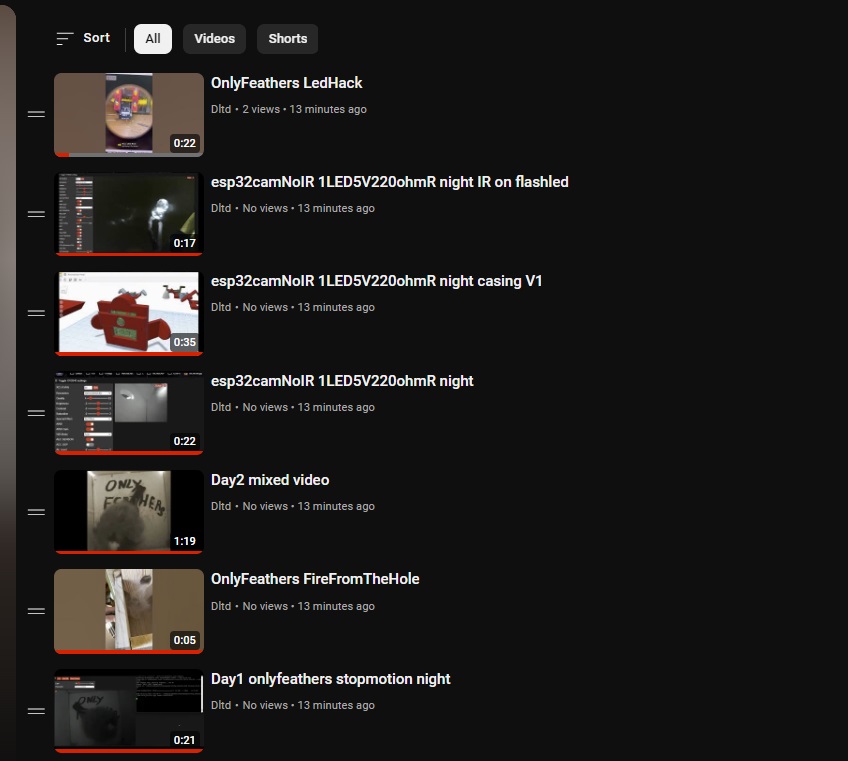 Sort
All
Videos
Shorts
OnlyFeathers LedHack
Dltd • 2 views • 13 minutes ago
0:22
esp32camNoIR 1LED5V220ohmR night IR on flashled
Dltd • No views • 13 minutes ago
0:17
esp32camNoIR 1LED5V220ohmR night casing V1
Dltd • No views • 13 minutes ago
0:35
esp32camNoIR 1LED5V220ohmR night
Dltd • No views • 13 minutes ago
0:22
Day2 mixed video
Dltd • No views • 13 minutes ago
ONLY
FEATHERS
1:19
OnlyFeathers FireFromTheHole
Dltd • No views • 13 minutes ago
0:05
Day1 onlyfeathers stopmotion night
Dltd • No views • 13 minutes ago
ONLY
0:21